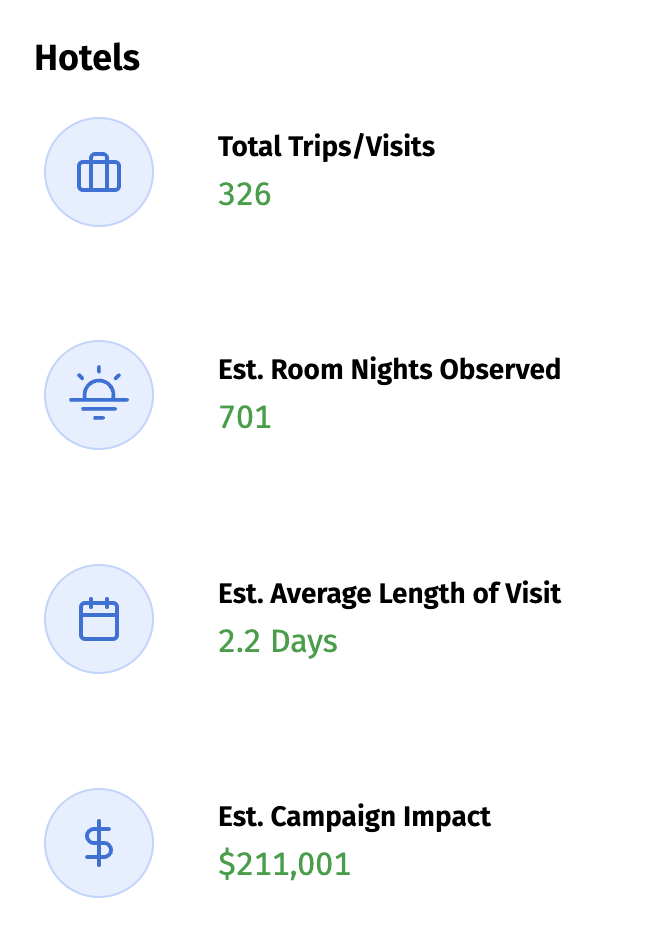 Hotels
Total Trips/Visits
326
Est. Room Nights Observed
701
Est. Average Length of Visit
2.2 Days
Est. Campaign Impact
$211,001